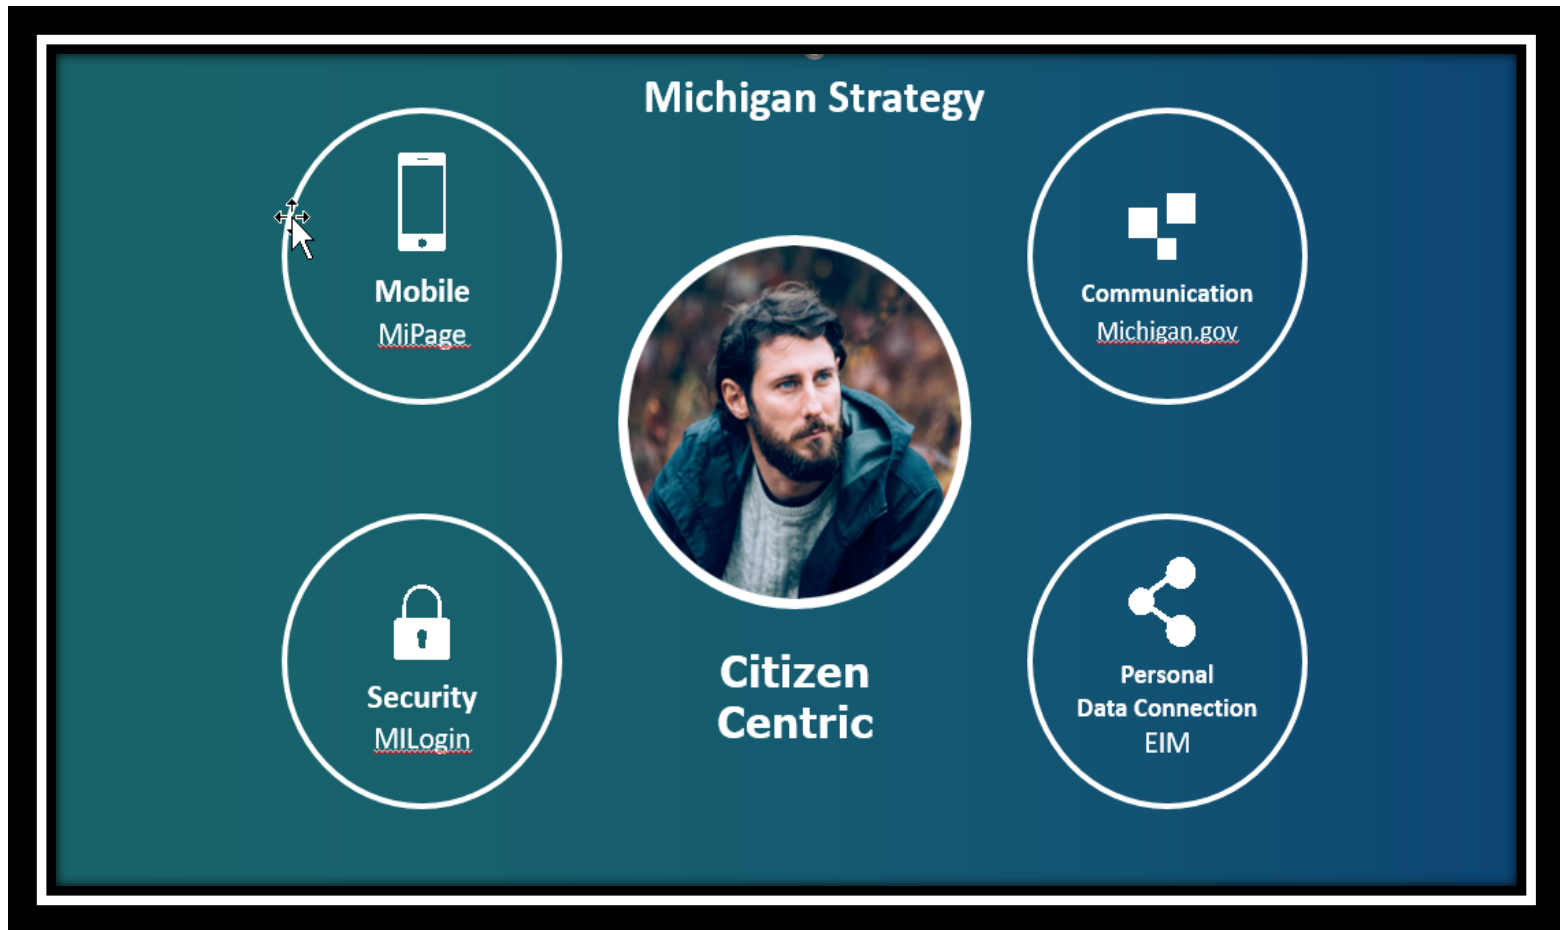 Michigan Strategy
Mobile
MiPage
Communication
Michigan.gov
Security
MILogin
Citizen
Centric
Personal
Data Connection
EIM